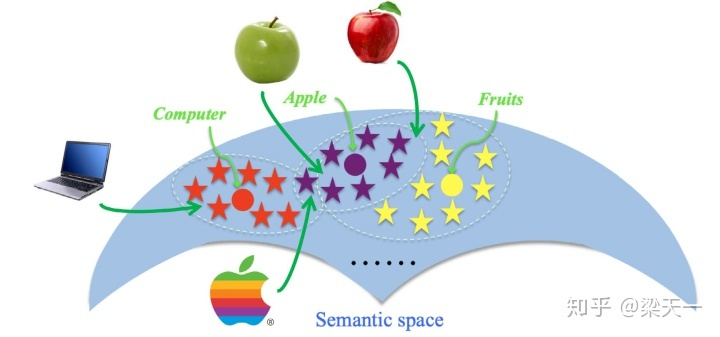 Apple
Fruits
Computer
......
®
Semantic space
知乎 @梁天一